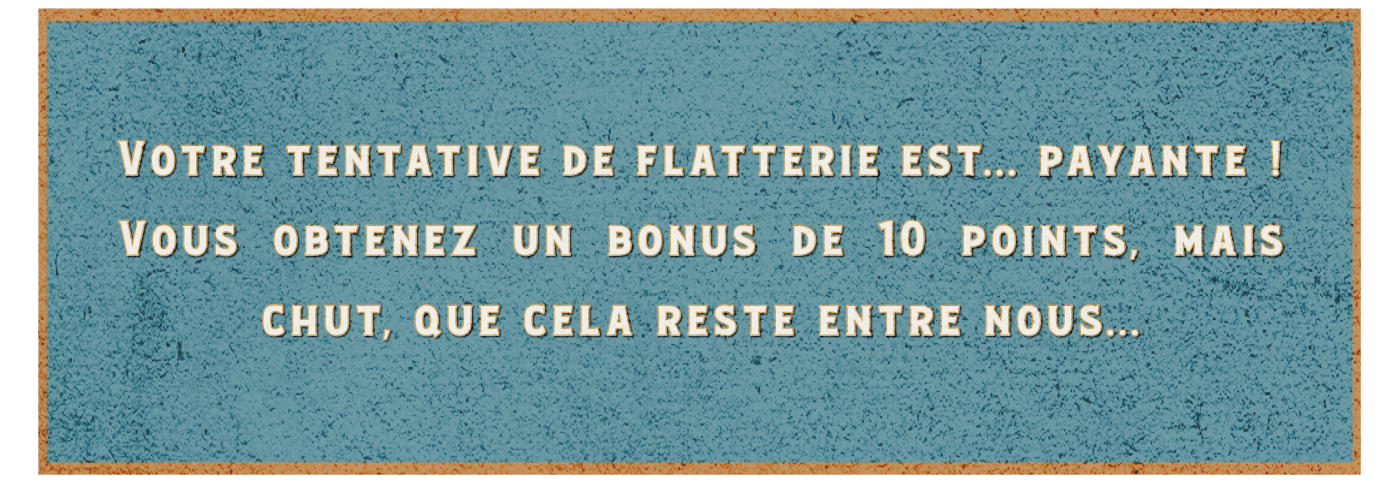 Votre tentative de flatterie est... payante !
Vous obtenez un bonus de 10 points, mais
chut, que cela reste entre nous...